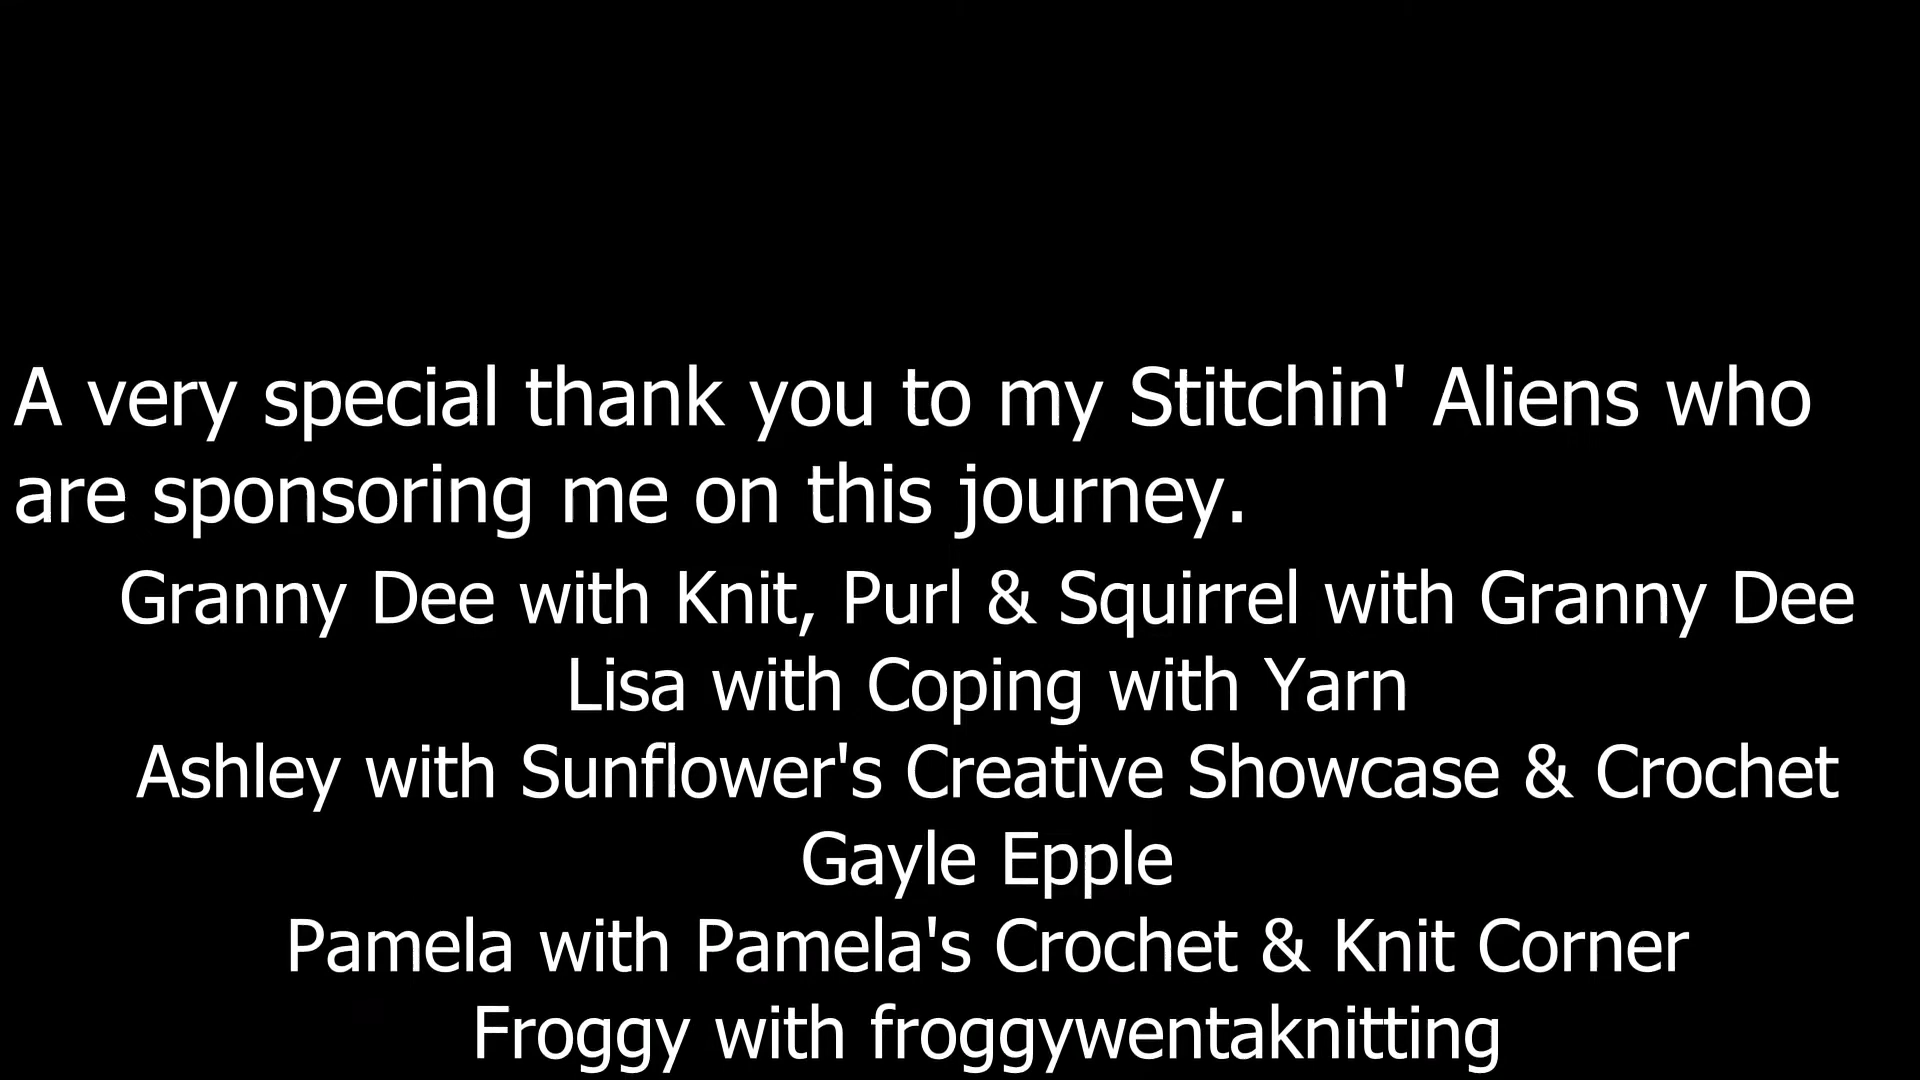 A very special thank you to my Stitchin' Aliens who
are sponsoring me on this journey.
Granny Dee with Knit, Purl & Squirrel with Granny Dee
Lisa with Coping with Yarn
Ashley with Sunflower's Creative Showcase & Crochet
Gayle Epple
Pamela with Pamela's Crochet & Knit Corner
Froggy with froggywentaknitting